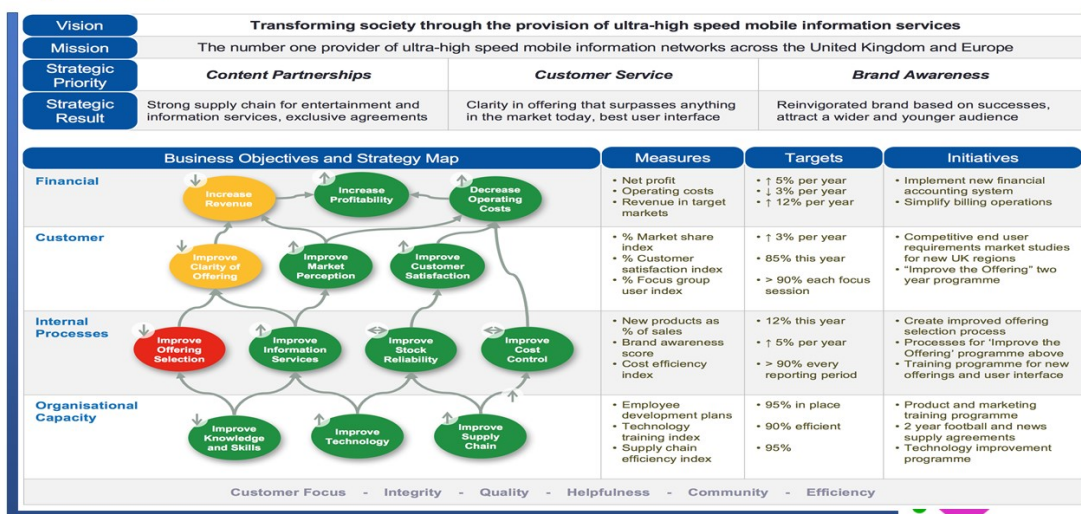 Vision
Transforming society through the provision of ultra-high speed mobile information services
Mission
The number one provider of ultra-high speed mobile information networks across the United Kingdom and Europe
Strategic
Priority
Content Partnerships
Customer Service
Brand Awareness
Strategic
Result
Strong supply chain for entertainment and
information services, exclusive agreements
Clarity in offering that surpasses anything
in the market today, best user interface
Reinvigorated brand based on successes,
attract a wider and younger audience
Business Objectives and Strategy Map
Measures
Targets
Initiatives
Financial
Increase
Revenue
Increase
Profitability
Decrease
Operating
Costs
• Net profit
• Operating costs
• Revenue in target
markets
• ↑ 5% per year
• ↓ 3% per year
• ↑ 12% per year
• Implement new financial
accounting system
• Simplify billing operations
Customer
Improve
Clarity of
Offering
Improve
Market
Perception
Improve
Customer
Satisfaction
• % Market share
index
• % Customer
satisfaction index
• % Focus group
user index
• ↑ 3% per year
• 85% this year
• > 90% each focus
session
• Competitive end user
requirements market studies
for new UK regions
• "Improve the Offering" two
year programme
Internal
Processes
Improve
Offering
Selection
Improve
Information
Services
Improve
Stock
Reliability
Improve
Cost
Control
• New products as
% of sales
• Brand awareness
score
• Cost efficiency
index
• 12% this year
• ↑ 5% per year
• > 90% every
reporting period
• Create improved offering
selection process
• Processes for 'Improve the
Offering' programme above
• Training programme for new
offerings and user interface
Organisational
Capacity
Improve
Knowledge
and Skills
Improve
Technology
Improve
Supply
Chain
• Employee
development plans
• Technology
training index
• Supply chain
efficiency index
• 95% in place
• 90% efficient
• 95%
• Product and marketing
training programme
• 2 year football and news
supply agreements
• Technology improvement
programme
Customer Focus - Integrity - Quality - Helpfulness - Community - Efficiency